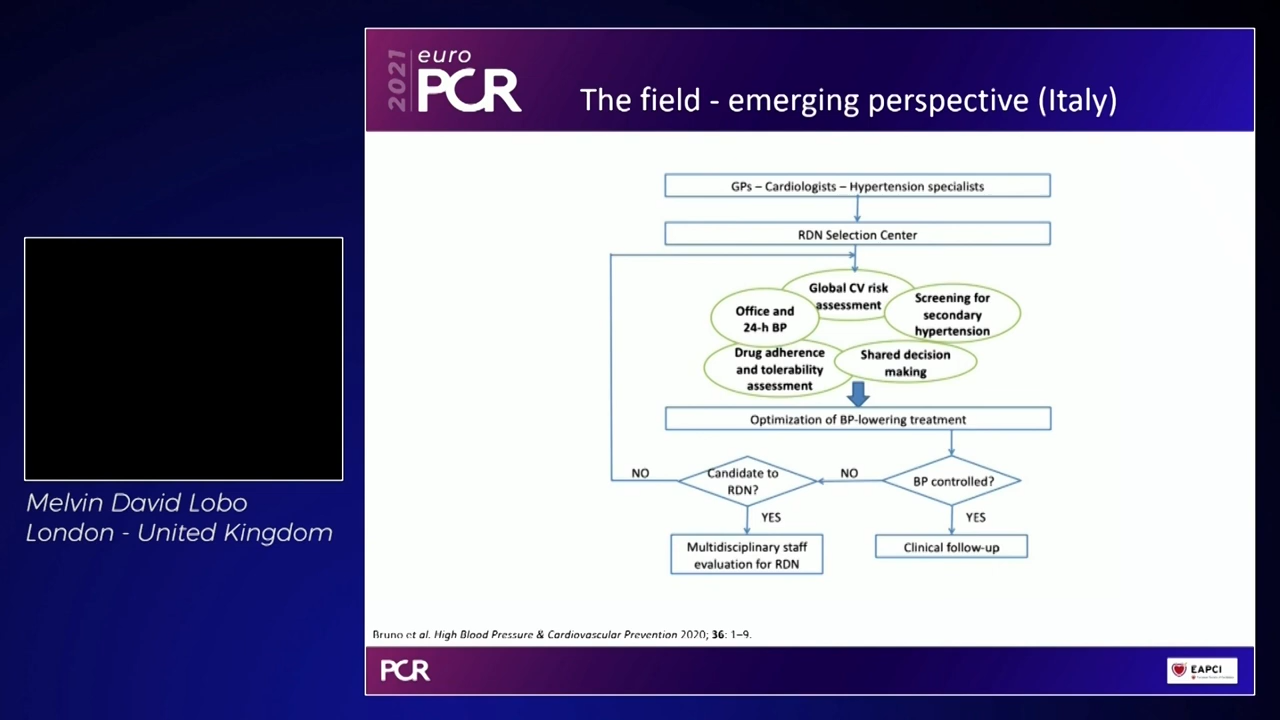 2021 euro
PCR
The field - emerging perspective (Italy)
GPs – Cardiologists – Hypertension specialists
RDN Selection Center
Global CV risk
assessment
Office and
24-h BP
Screening for
secondary
hypertension
Drug adherence
and tolerability
assessment
Shared decision
making
Optimization of BP-lowering treatment
NO
Candidate to
RDN?
NO
BP controlled?
YES
YES
Multidisciplinary staff
evaluation for RDN
Clinical follow-up
Melvin David Lobo
London - United Kingdom
Bruno et al. High Blood Pressure & Cardiovascular Prevention 2020; 36: 1–9.
PCR
EAPCI